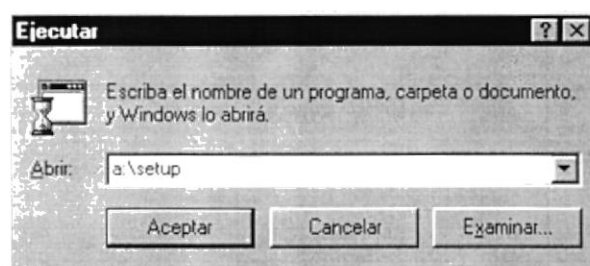 Ejecutar
Escriba el nombre de un programa, carpeta o documento,
y Windows lo abrirá.
Abrir: a:\setup
Aceptar Cancelar Examinar...